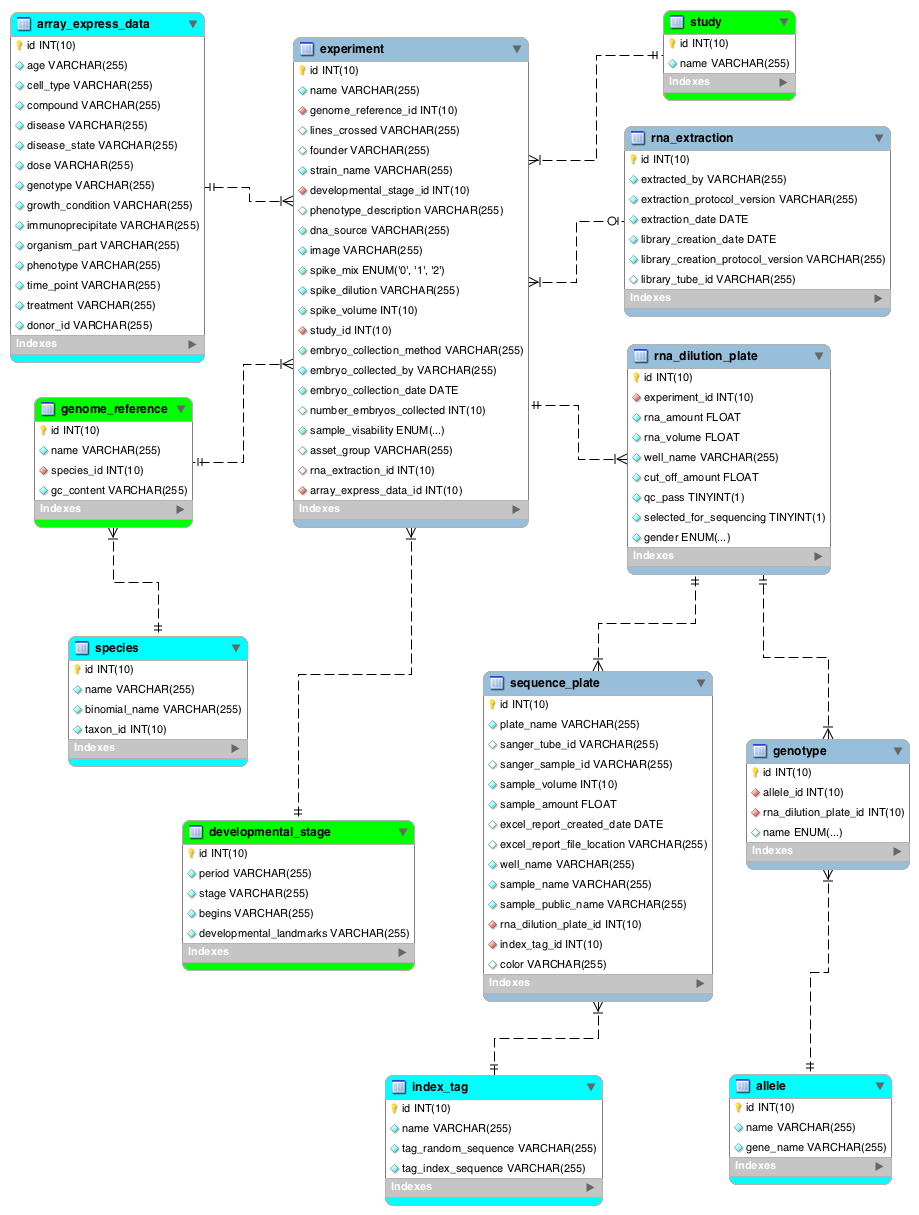 array_express_data
id INT(10)
age VARCHAR(255)
cell_type VARCHAR(255)
compound VARCHAR(255)
disease VARCHAR(255)
disease_state VARCHAR(255)
dose VARCHAR(255)
genotype VARCHAR(255)
growth_condition VARCHAR(255)
immunoprecipitate VARCHAR(255)
organism_part VARCHAR(255)
phenotype VARCHAR(255)
time_point VARCHAR(255)
treatment VARCHAR(255)
donor_id VARCHAR(255)
Indexes
experiment
id INT(10)
name VARCHAR(255)
genome_reference_id INT(10)
lines_crossed VARCHAR(255)
founder VARCHAR(255)
strain_name VARCHAR(255)
developmental_stage_id INT(10)
phenotype_description VARCHAR(255)
dna_source VARCHAR(255)
image VARCHAR(255)
spike_mix ENUM('0', '1', '2')
spike_dilution VARCHAR(255)
spike_volume INT(10)
study_id INT(10)
embryo_collection_method VARCHAR(255)
embryo_collected_by VARCHAR(255)
embryo_collection_date DATE
number_embryos_collected INT(10)
sample_visability ENUM(...)
asset_group VARCHAR(255)
rna_extraction_id INT(10)
array_express_data_id INT(10)
Indexes
study
id INT(10)
name VARCHAR(255)
Indexes
rna_extraction
id INT(10)
extracted_by VARCHAR(255)
extraction_protocol_version VARCHAR(255)
extraction_date DATE
library_creation_date DATE
library_creation_protocol_version VARCHAR(255)
library_tube_id VARCHAR(255)
Indexes
rna_dilution_plate
id INT(10)
experiment_id INT(10)
rna_amount FLOAT
rna_volume FLOAT
well_name VARCHAR(255)
cut_off_amount FLOAT
qc_pass TINYINT(1)
selected_for_sequencing TINYINT(1)
gender ENUM(...)
Indexes
genome_reference
id INT(10)
name VARCHAR(255)
species_id INT(10)
gc_content VARCHAR(255)
Indexes
species
id INT(10)
name VARCHAR(255)
binomial_name VARCHAR(255)
taxon_id INT(10)
Indexes
developmental_stage
id INT(10)
period VARCHAR(255)
stage VARCHAR(255)
begins VARCHAR(255)
developmental_landmarks VARCHAR(255)
Indexes
sequence_plate
id INT(10)
plate_name VARCHAR(255)
sanger_tube_id VARCHAR(255)
sanger_sample_id VARCHAR(255)
sample_volume INT(10)
sample_amount FLOAT
excel_report_created_date DATE
excel_report_file_location VARCHAR(255)
well_name VARCHAR(255)
sample_name VARCHAR(255)
sample_public_name VARCHAR(255)
rna_dilution_plate_id INT(10)
index_tag_id INT(10)
color VARCHAR(255)
Indexes
genotype
id INT(10)
allele_id INT(10)
rna_dilution_plate_id INT(10)
name ENUM(...)
Indexes
index_tag
id INT(10)
name VARCHAR(255)
tag_random_sequence VARCHAR(255)
tag_index_sequence VARCHAR(255)
Indexes
allele
id INT(10)
name VARCHAR(255)
gene_name VARCHAR(255)
Indexes